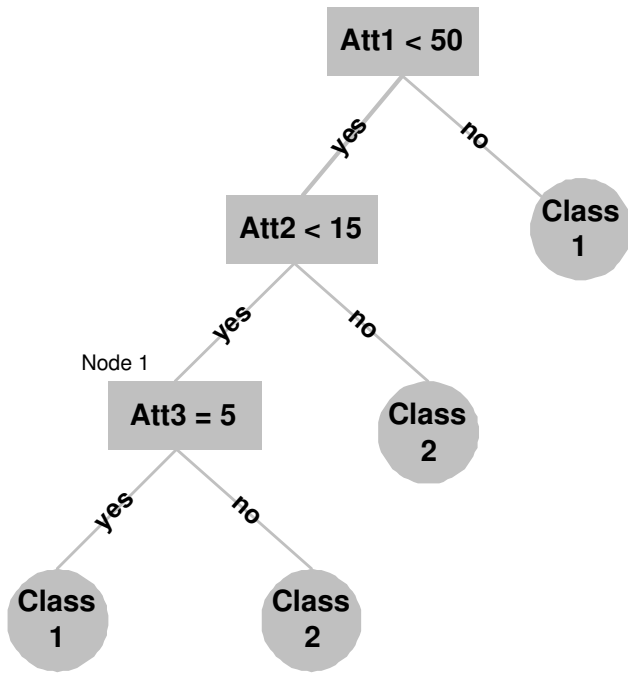 Att1 < 50
yes
no
Att2 < 15
Class
1
yes
no
Node 1
Att3 = 5
Class
2
yes
no
Class
1
Class
2